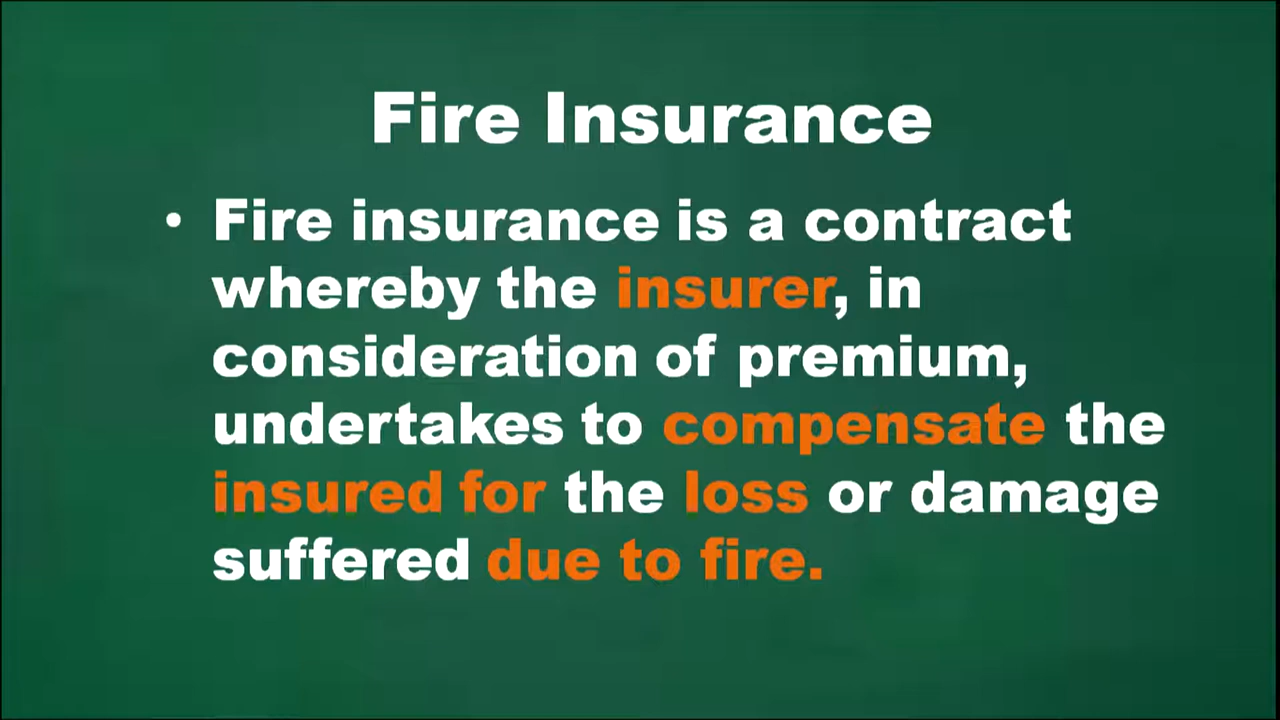 Fire Insurance
• Fire insurance is a contract
whereby the insurer, in
consideration of premium,
undertakes to compensate the
insured for the loss or damage
suffered due to fire.